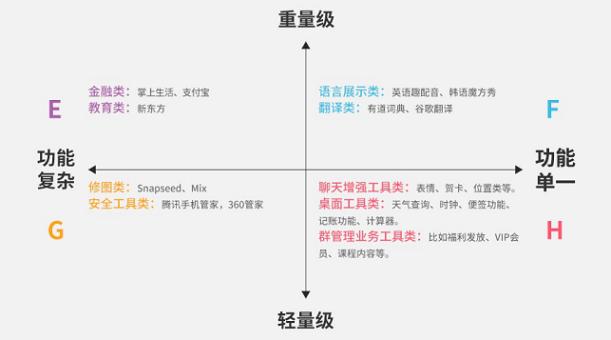 重量级
金融类：掌上生活、支付宝
教育类：新东方
语言展示类：英语趣配音、韩语魔方秀
翻译类：有道词典、谷歌翻译
E
F
功能
复杂
功能
单一
修图类：Snapseed、Mix
安全工具类：腾讯手机管家，360管家
聊天增强工具类：表情、贺卡、位置类等。
桌面工具类：天气查询、时钟、便签功能、
记账功能、计算器。
群管理业务工具类：比如福利发放、VIP会
员、课程内容等。
G
H
轻量级